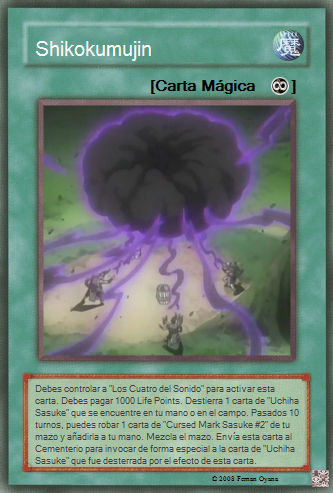 Shikokumujin
魔
[Carta Mágica ]
Debes controlar a "Los Cuatro del Sonido" para activar esta
carta. Debes pagar 1000 Life Points. Destierra 1 carta de "Uchiha
Sasuke" que se encuentre en tu mano o en el campo. Pasados 10
turnos, puedes robar 1 carta de "Cursed Mark Sasuke #2" de tu
mazo y añadirla a tu mano. Mezcla el mazo. Envía esta carta al
Cementerio para invocar de forma especial a la carta "Uchiha
Sasuke" que fue desterrada por el efecto de esta carta.
© 2008 Ferran Oyana